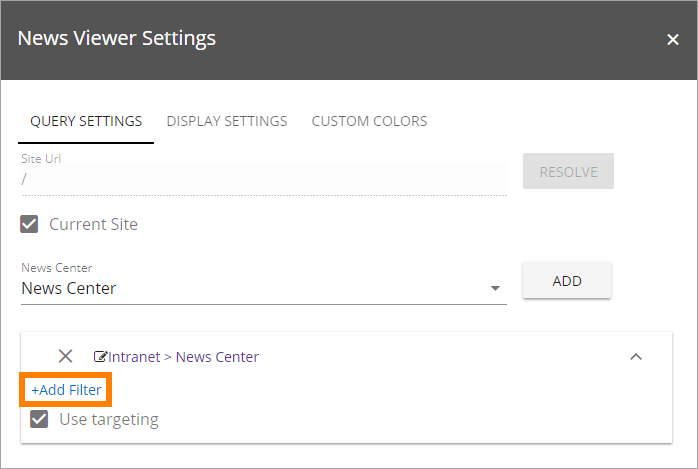 News Viewer Settings
QUERY SETTINGS DISPLAY SETTINGS CUSTOM COLORS
Site Url
/
RESOLVE
Current Site
News Center
News Center
ADD
Intranet > News Center
+Add Filter
Use targeting